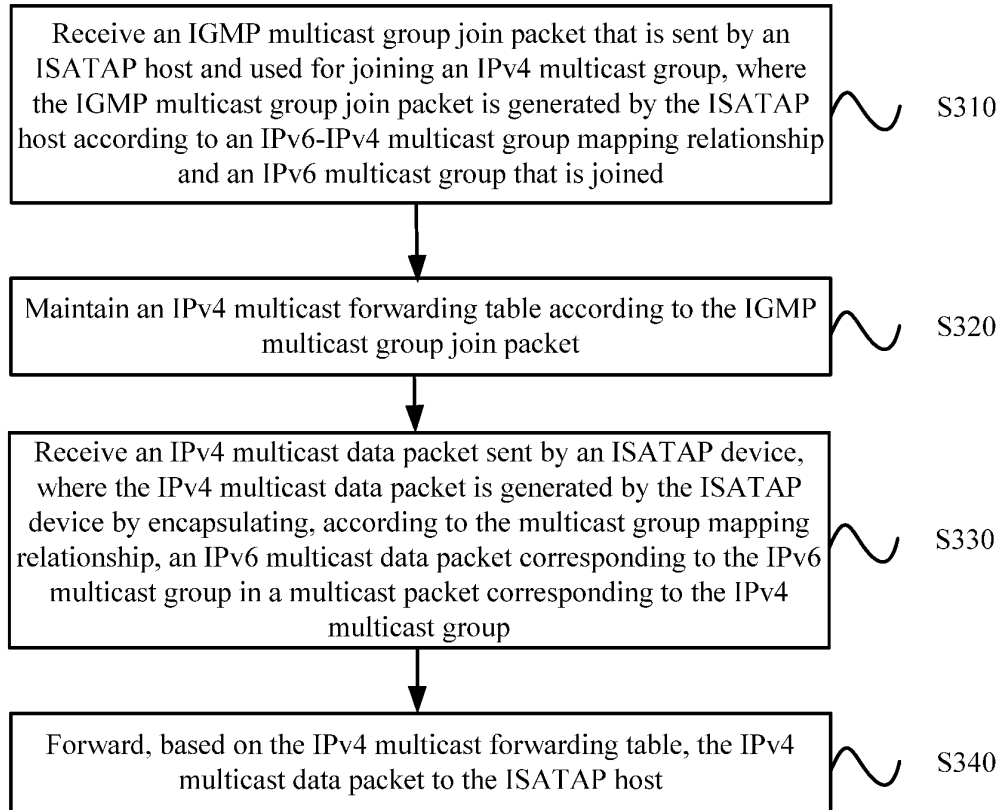 Receive an IGMP multicast group join packet that is sent by an
ISATAP host and used for joining an IPv4 multicast group, where
the IGMP multicast group join packet is generated by the ISATAP
host according to an IPv6-IPv4 multicast group mapping relationship
and an IPv6 multicast group that is joined
S310
Maintain an IPv4 multicast forwarding table according to the IGMP
multicast group join packet
S320
Receive an IPv4 multicast data packet sent by an ISATAP device,
where the IPv4 multicast data packet is generated by the ISATAP
device by encapsulating, according to the multicast group mapping
relationship, an IPv6 multicast data packet corresponding to the IPv6
multicast group in a multicast packet corresponding to the IPv4
multicast group
S330
Forward, based on the IPv4 multicast forwarding table, the IPv4
multicast data packet to the ISATAP host
S340